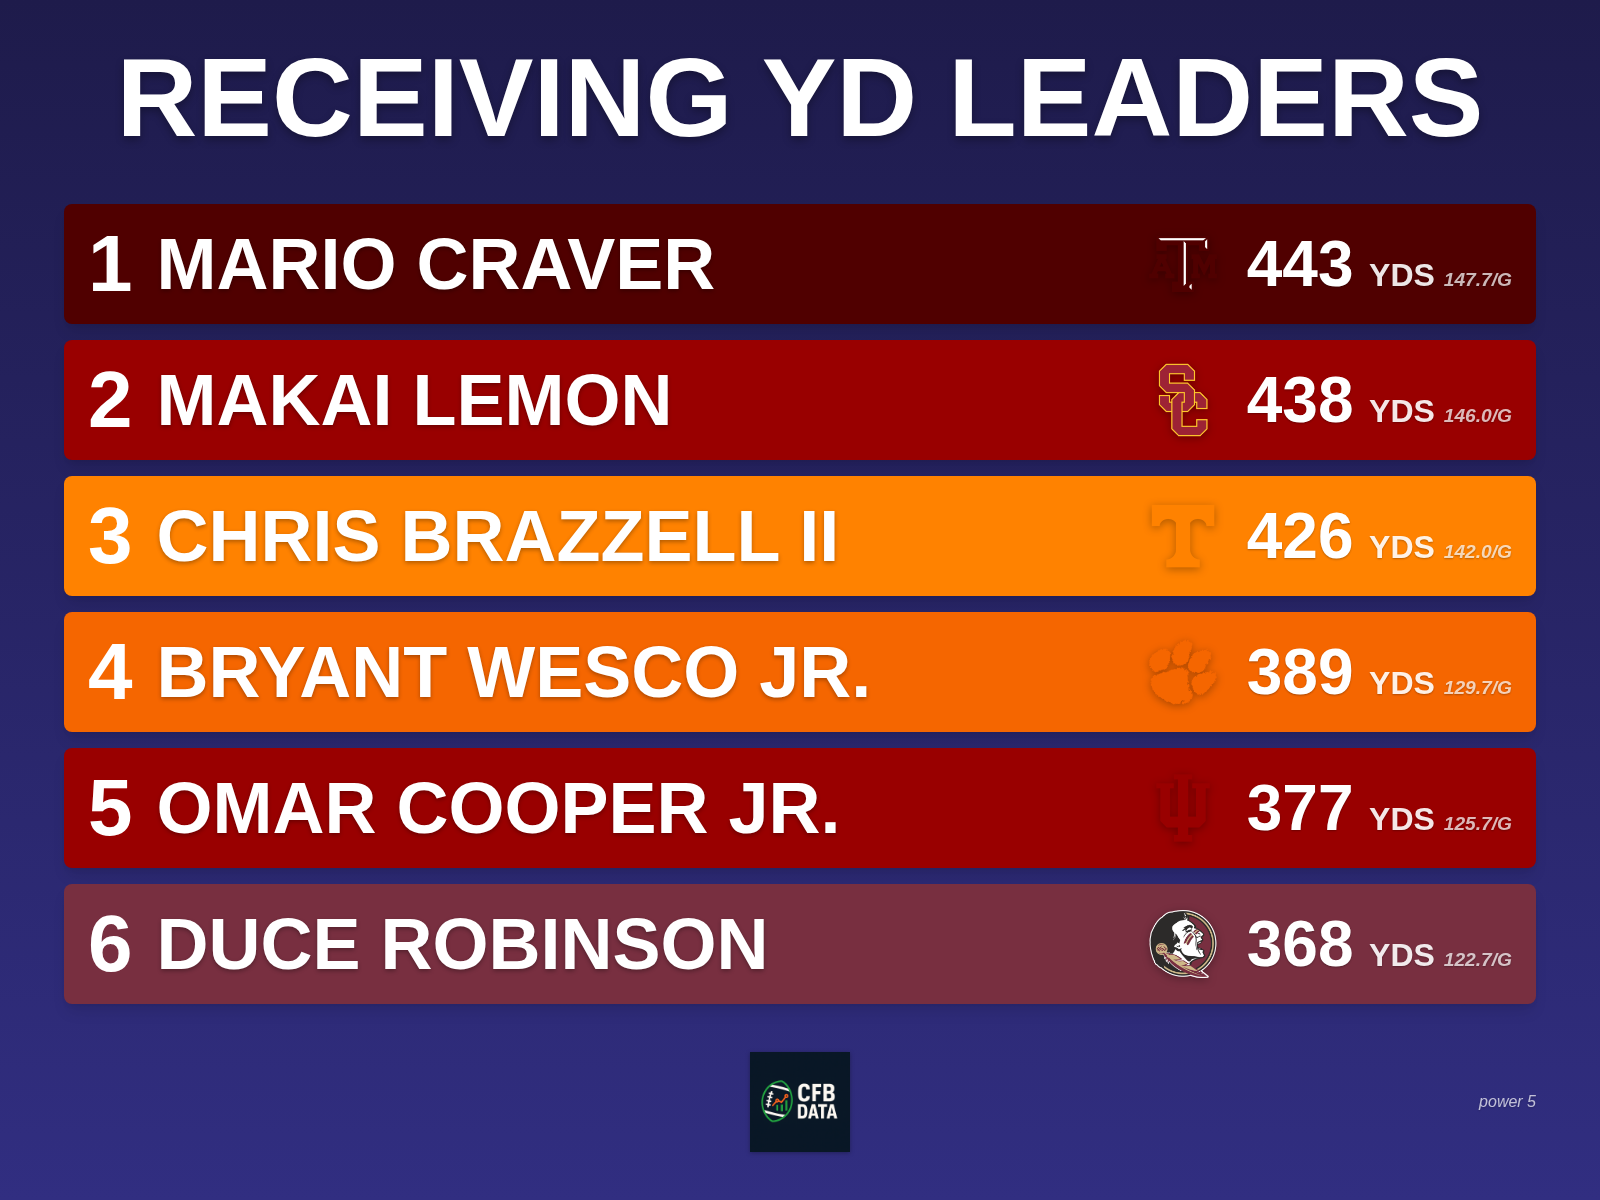 RECEIVING YD LEADERS
1 MARIO CRAVER 443 YDS 147.7/G
2 MAKAI LEMON SC 438 YDS 146.0/G
3 CHRIS BRAZZELL II T 426 YDS 142.0/G
4 BRYANT WESCO JR. 389 YDS 129.7/G
5 OMAR COOPER JR. 377 YDS 125.7/G
6 DUCE ROBINSON 368 YDS 122.7/G
CFB
DATA
power 5